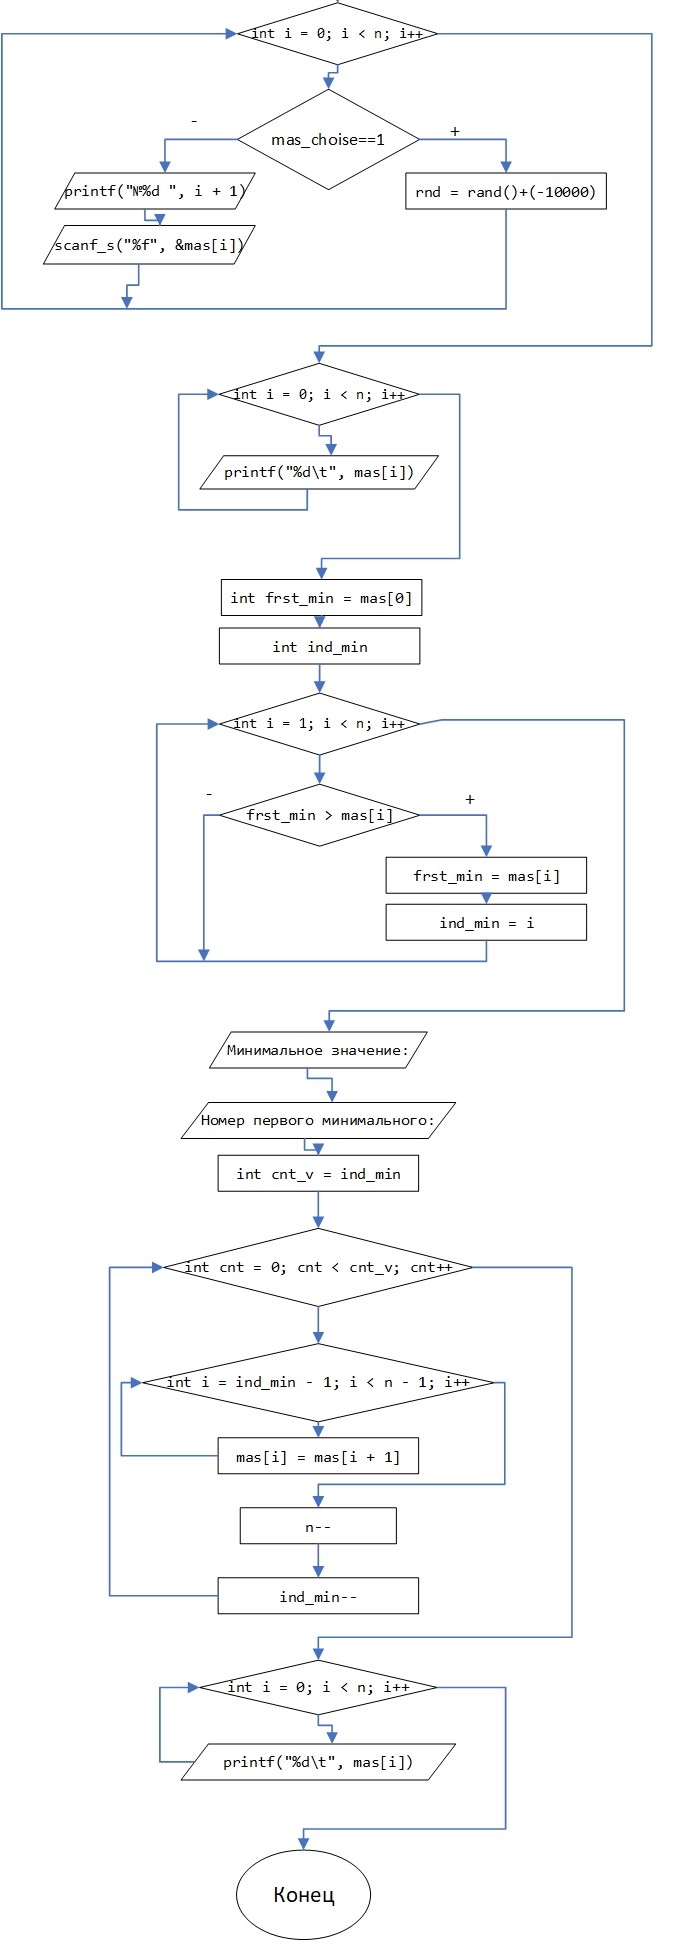 int i = 0; i < n; i++
mas_choise==1
-
+
printf("№%d ", i + 1)
rnd = rand()+(-10000)
scanf_s("%f", &mas[i])
int i = 0; i < n; i++
printf("%d\t", mas[i])
int frst_min = mas[0]
int ind_min
int i = 1; i < n; i++
-
+
frst_min > mas[i]
frst_min = mas[i]
ind_min = i
Минимальное значение:
Номер первого минимального:
int cnt_v = ind_min
int cnt = 0; cnt < cnt_v; cnt++
int i = ind_min - 1; i < n - 1; i++
mas[i] = mas[i + 1]
n--
ind_min--
int i = 0; i < n; i++
printf("%d\t", mas[i])
Конец